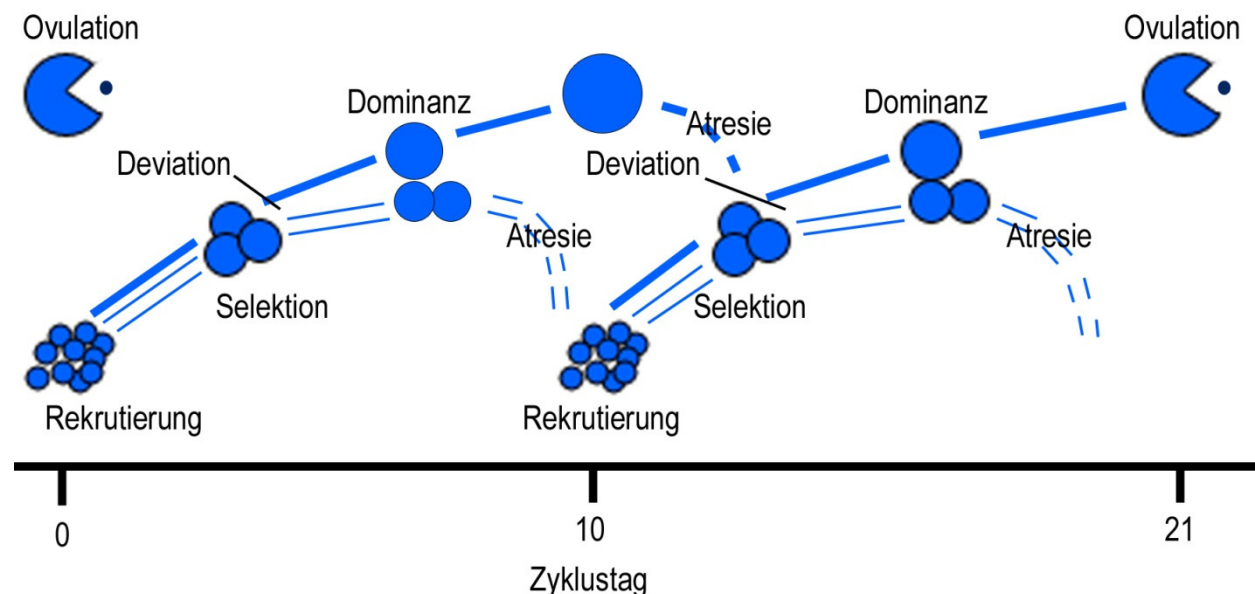 Ovulation
Ovulation
Dominanz
Dominanz
Atresie
Deviation
Deviation
Atresie
Atresie
Selektion
Selektion
Rekrutierung
Rekrutierung
0
10
21
Zyklustag